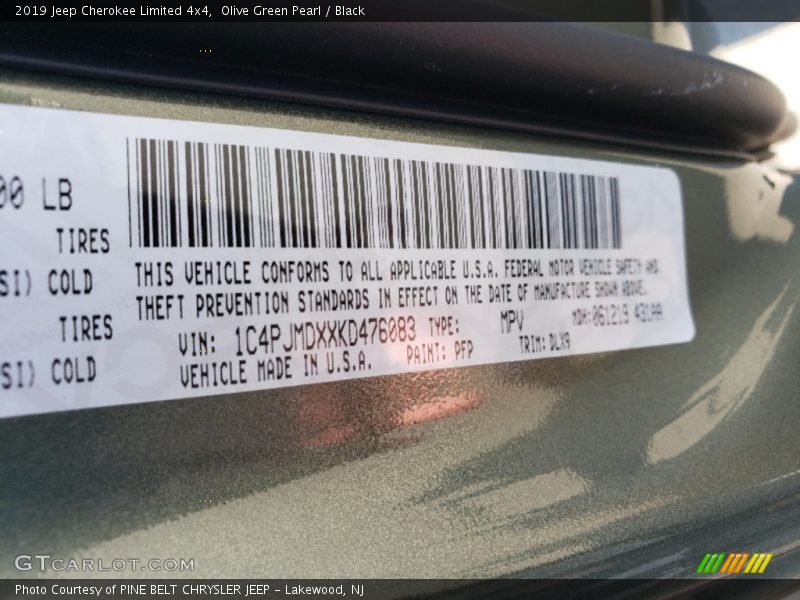 2019 Jeep Cherokee Limited 4x4,  Olive Green Pearl / Black
00 LB
TIRES
SI) COLD
TIRES
SI) COLD
THIS VEHICLE CONFORMS TO ALL APPLICABLE U.S.A. FEDERAL MOTOR VEHICLE SAFETY AND
THEFT PREVENTION STANDARDS IN EFFECT ON THE DATE OF MANUFACTURE SHOWN ABOVE.
VIN: 1C4PJMDXXKD476083 TYPE: MPV MDH:061219 431AA
VEHICLE MADE IN U.S.A. PAINT: PFP TRIM:DLX9
GTCARLOT.COM
Photo Courtesy of PINE BELT CHRYSLER JEEP - Lakewood, NJ